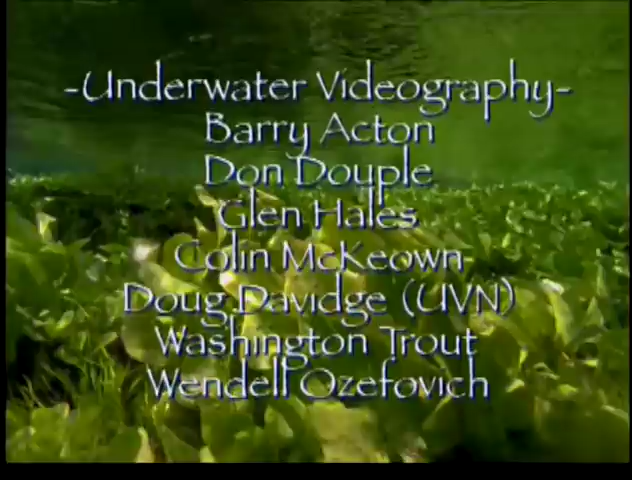 -Underwater Videography-
Barry Acton
Don Douple
Glen Hales
Colin McKeown
Doug Davidge (UVN)
Washington Trout
Wendell Ozefovich